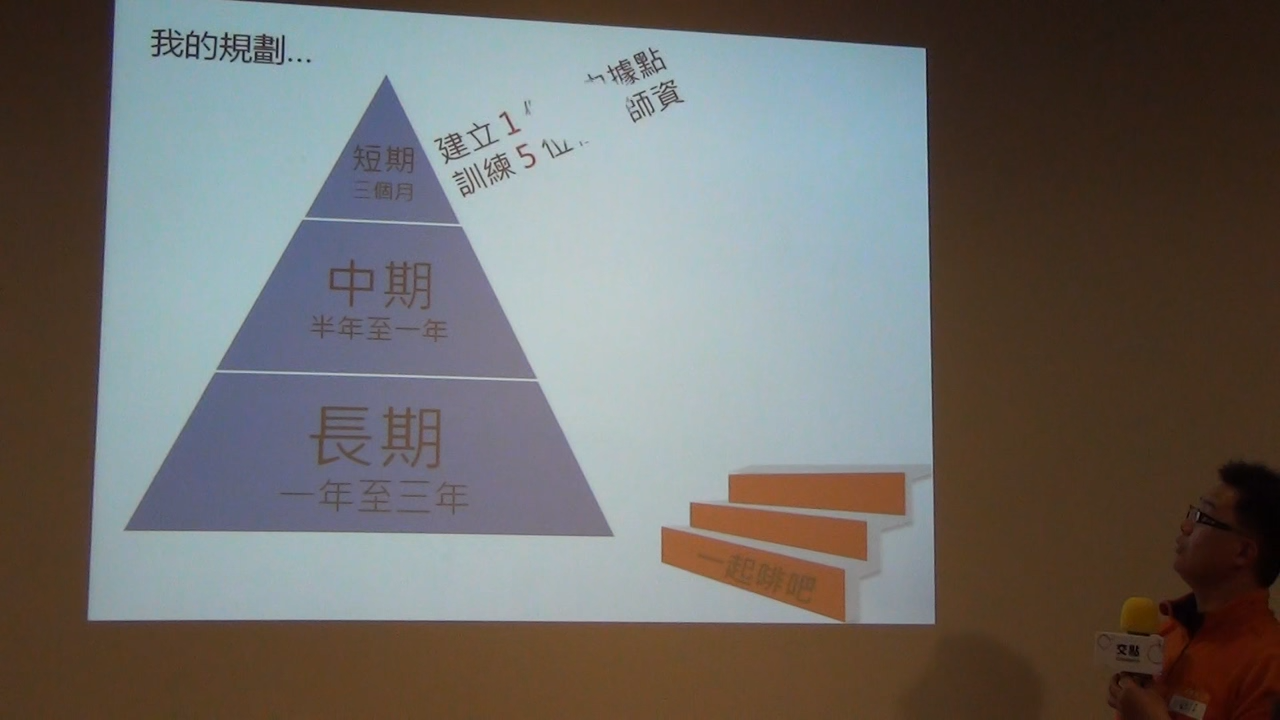 我的規劃...
建立 1 據點
訓練 5 位 師資
短期
三個月
中期
半年至一年
長期
一年至三年
一起啡吧
交點